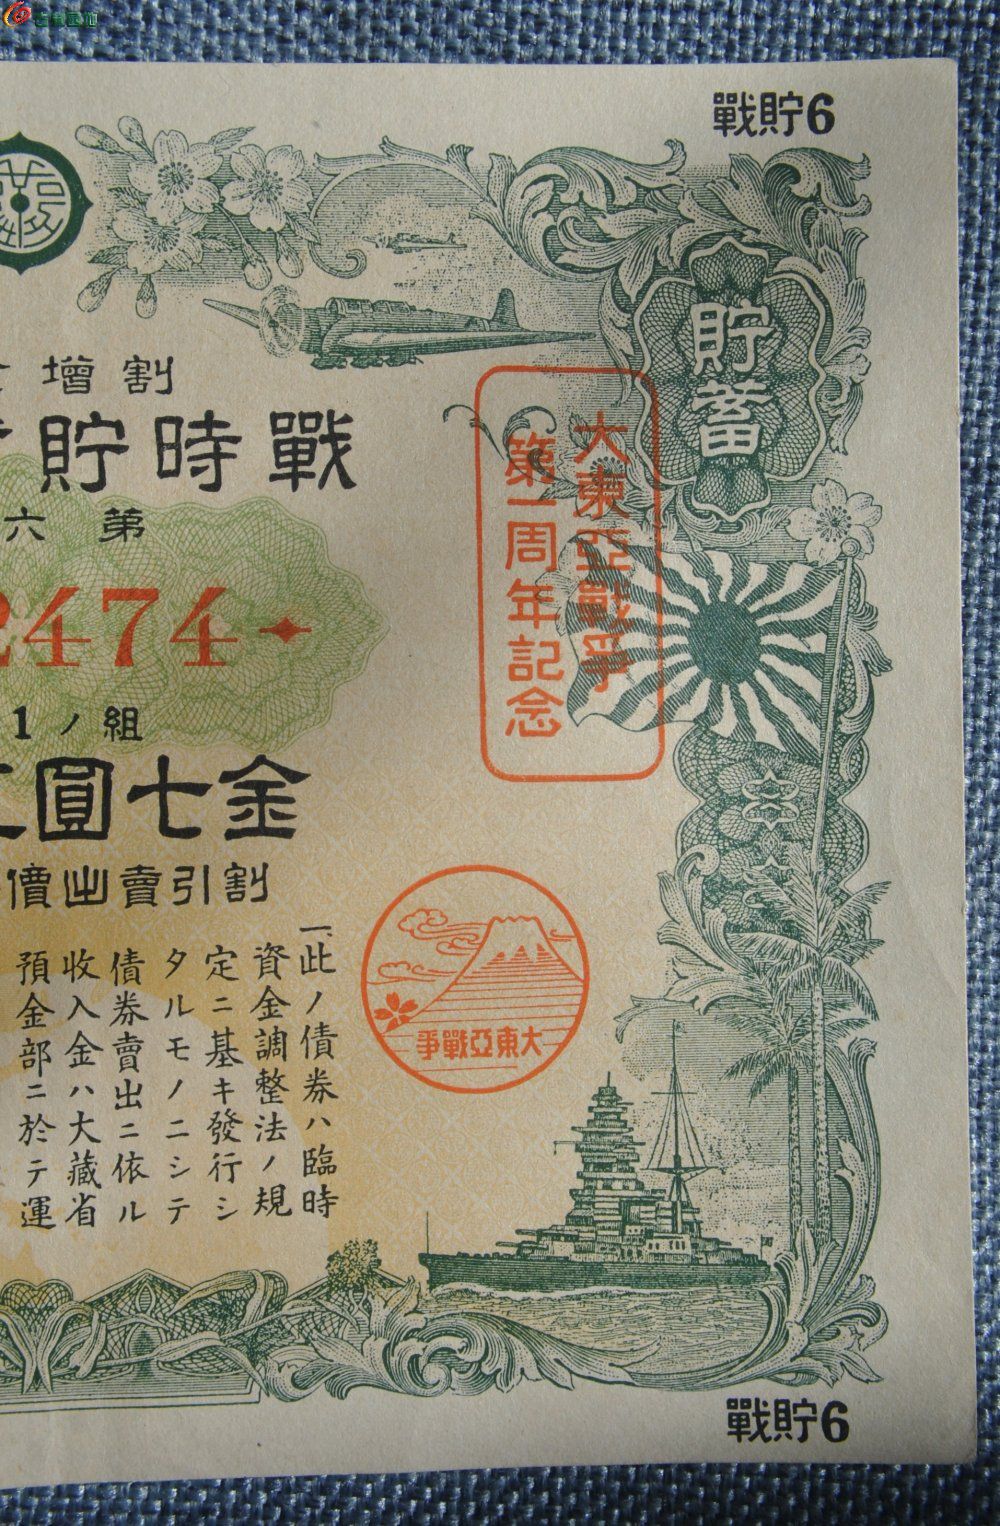 戰貯6
貯蓄
割增
戰時貯
第六
2474
1ノ組
金七圓
割引賣出價
大東亞戰爭
第一周年記念
大東亞戰爭
一、此ノ債券ハ臨時
資金調整法ノ規
定ニ基キ發行シ
タルモノニシテ
債券賣出ニ依ル
收入金ハ大藏省
預金部ニ於テ運
戰貯6